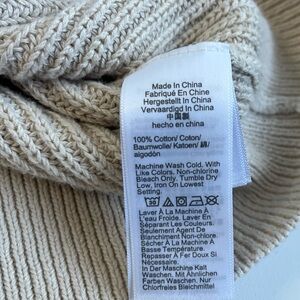 Made In China
Fabriqué En Chine
Hergestellt In China
Vervaardigd In China
中国製
hecho en china
100% Cotton/ Coton/
Baumwolle/ Katoen/ 綿/
algodón
Machine Wash Cold. With
Like Colors. Non-chlorine
Bleach Only. Tumble Dry
Low, Iron On Lowest
Setting.
Laver À La Machine À
L'eau Froide. Laver En
Séparant Les Couleurs.
Seulement Agent De
Blanchiment Non-chlore.
Sécher À La Machine À
Basse Température.
Repasser À Fer Doux Si
Nécessaire.
In Der Maschine Kalt
Waschen. Mit Ähnlichen
Farben Waschen. Nur
Chlorfreies Bleichmittel